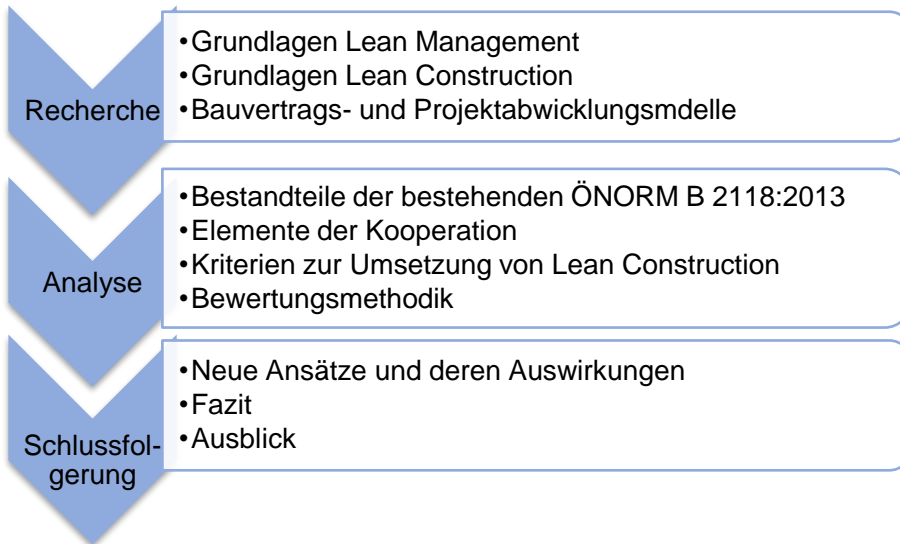 Recherche
•Grundlagen Lean Management
•Grundlagen Lean Construction
•Bauvertrags- und Projektabwicklungsmdelle
Analyse
•Bestandteile der bestehenden ÖNORM B 2118:2013
•Elemente der Kooperation
•Kriterien zur Umsetzung von Lean Construction
•Bewertungsmethodik
Schlussfol-
gerung
•Neue Ansätze und deren Auswirkungen
•Fazit
•Ausblick